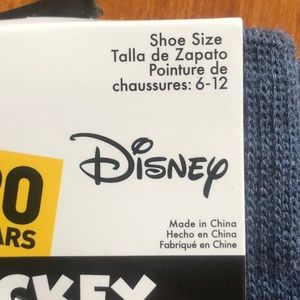 Shoe Size
Talla de Zapato
Pointure de
chaussures: 6-12
Disney
Made in China
Hecho en China
Fabriqué en Chine